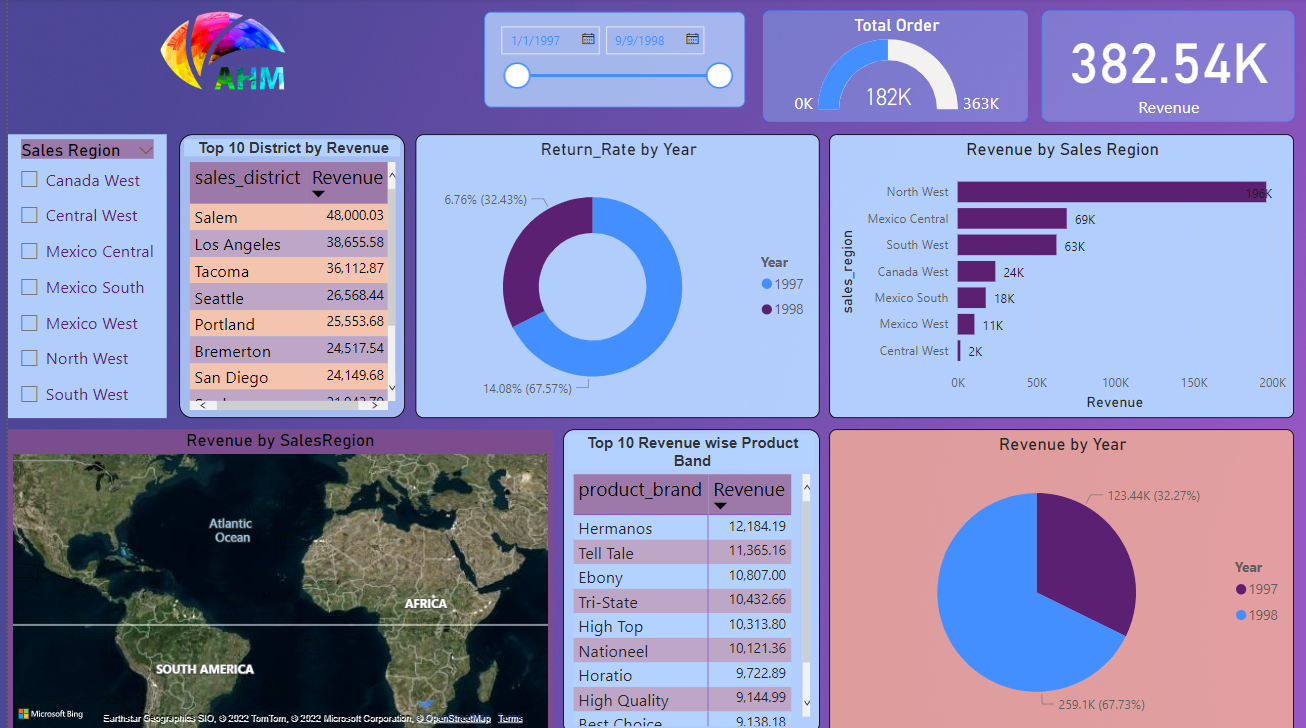 AHM
1/1/1997
9/9/1998
Total Order
0K
182K
363K
382.54K
Revenue
Sales Region
Canada West
Central West
Mexico Central
Mexico South
Mexico West
North West
South West
Top 10 District by Revenue
sales_district Revenue
Salem 48,000.03
Los Angeles 38,655.58
Tacoma 36,112.87
Seattle 26,568.44
Portland 25,553.68
Bremerton 24,517.54
San Diego 24,149.68
Return_Rate by Year
6.76% (32.43%)
14.08% (67.57%)
Year
1997
1998
Revenue by Sales Region
sales_region
North West 196K
Mexico Central 69K
South West 63K
Canada West 24K
Mexico South 18K
Mexico West 11K
Central West 2K
0K 50K 100K 150K 200K
Revenue
Revenue by SalesRegion
Atlantic
Ocean
AFRICA
SOUTH AMERICA
Microsoft Bing
Earthstar Geographics SIO, © 2022 TomTom, © 2022 Microsoft Corporation, © OpenStreetMap Terms
Top 10 Revenue wise Product
Band
product_brand Revenue
Hermanos 12,184.19
Tell Tale 11,365.16
Ebony 10,807.00
Tri-State 10,432.66
High Top 10,313.80
Nationeel 10,121.36
Horatio 9,722.89
High Quality 9,144.99
Best Choice 9,138.18
Revenue by Year
123.44K (32.27%)
259.1K (67.73%)
Year
1997
1998